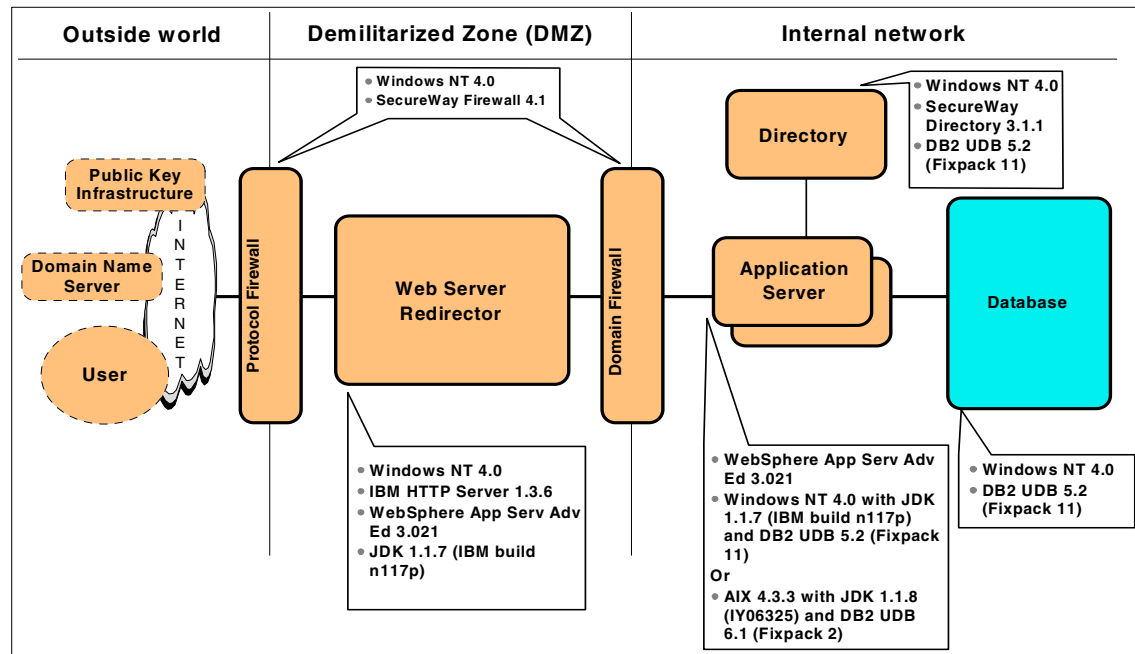 Outside world
Demilitarized Zone (DMZ)
Internal network
Windows NT 4.0
SecureWay Firewall 4.1
Windows NT 4.0
SecureWay
Directory 3.1.1
DB2 UDB 5.2
(Fixpack 11)
Directory
Public Key
Infrastructure
INTERNET
Domain Name
Server
User
Protocol Firewall
Web Server
Redirector
Domain Firewall
Application
Server
Database
Windows NT 4.0
IBM HTTP Server 1.3.6
WebSphere App Serv Adv
Ed 3.021
JDK 1.1.7 (IBM build
n117p)
WebSphere App Serv Adv
Ed 3.021
Windows NT 4.0 with JDK
1.1.7 (IBM build n117p)
and DB2 UDB 5.2 (Fixpack
11)
Or
AIX 4.3.3 with JDK 1.1.8
(IY06325) and DB2 UDB
6.1 (Fixpack 2)
Windows NT 4.0
DB2 UDB 5.2
(Fixpack 11)